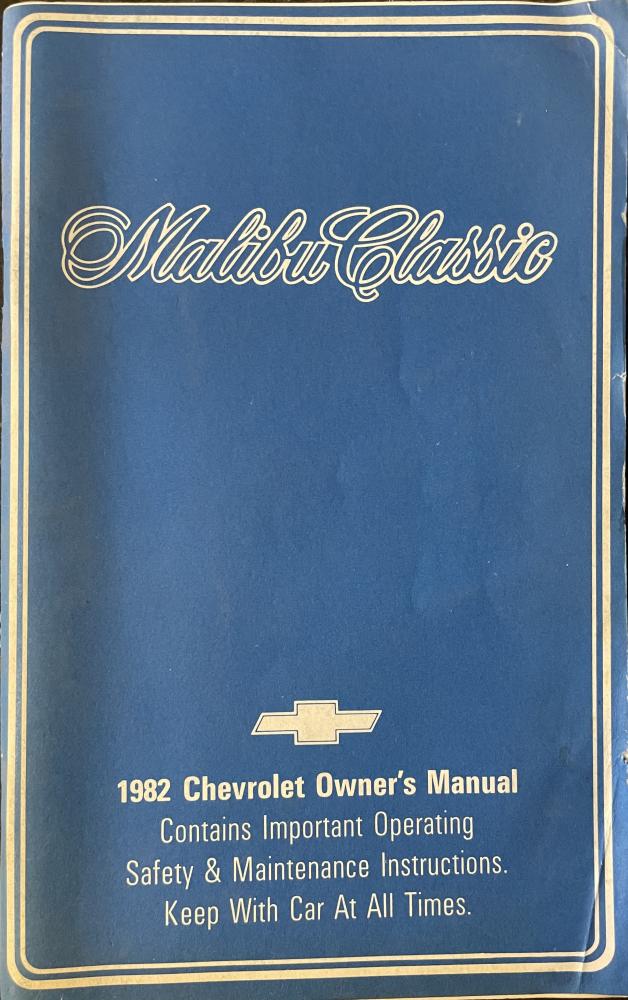 Malibu Classic
1982 Chevrolet Owner's Manual
Contains Important Operating
Safety & Maintenance Instructions.
Keep With Car At All Times.